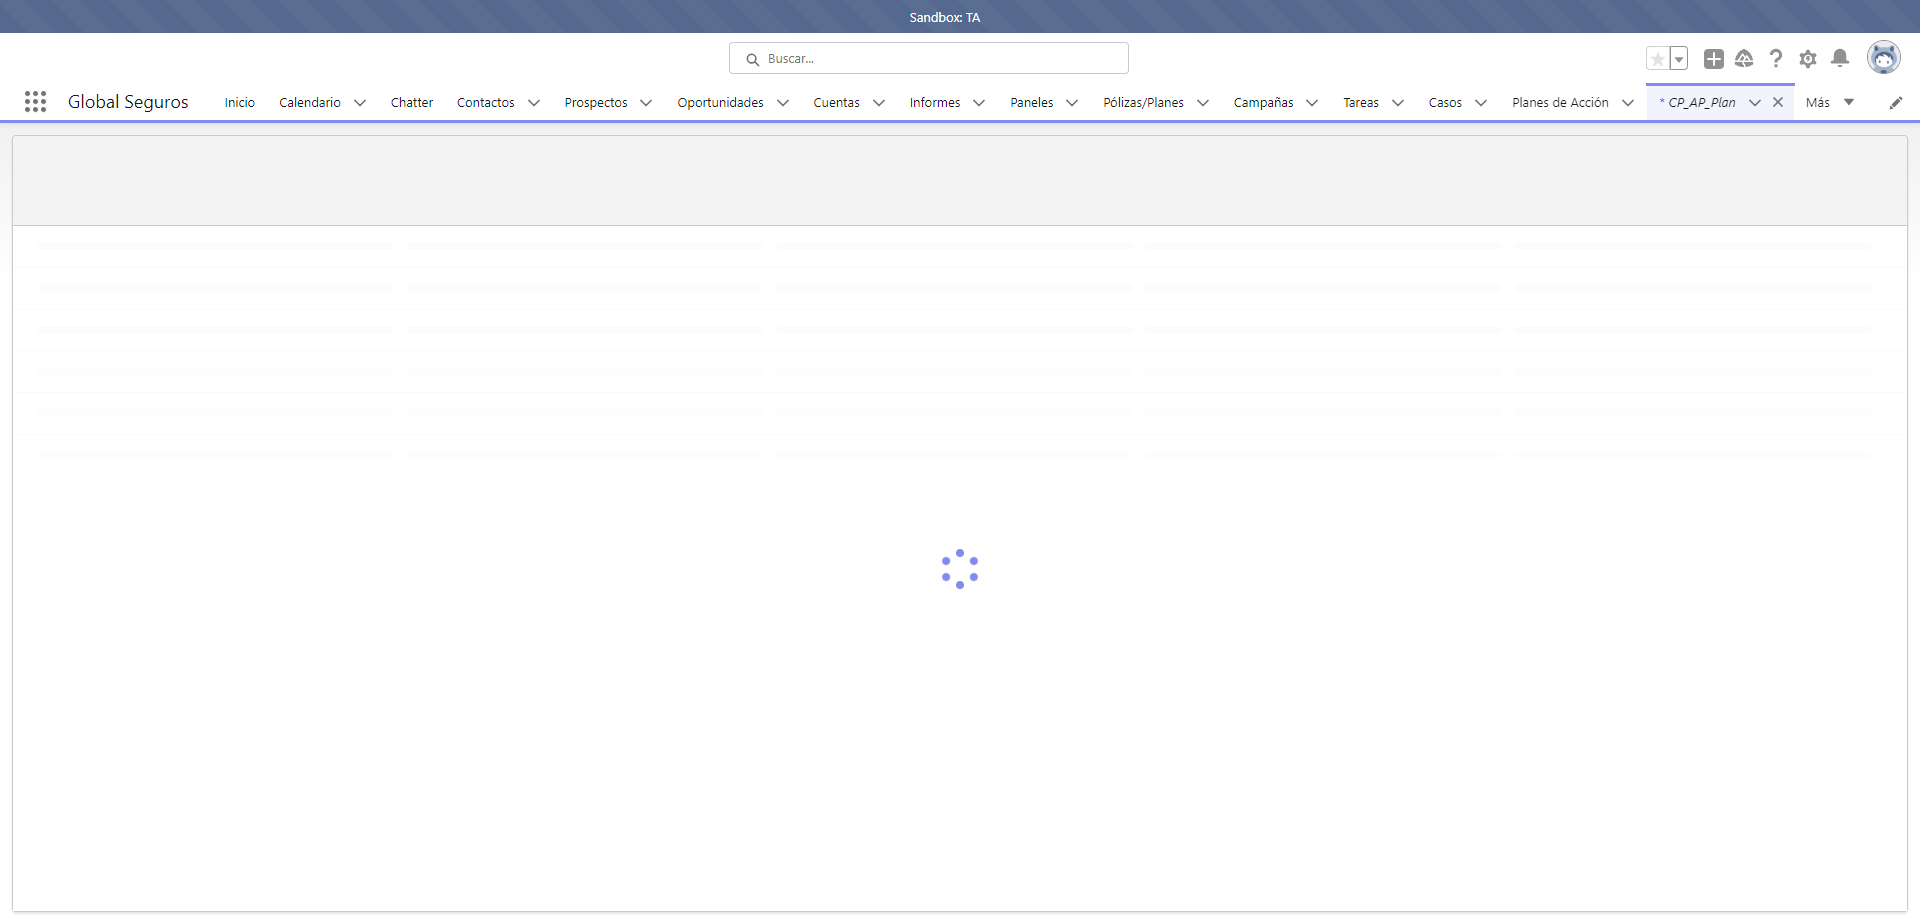 Sandbox: TA
Buscar...
Global Seguros Inicio Calendario Chatter Contactos Prospectos Oportunidades Cuentas Informes Paneles Pólizas/Planes Campañas Tareas Casos Planes de Acción * CP_AP_Plan Más